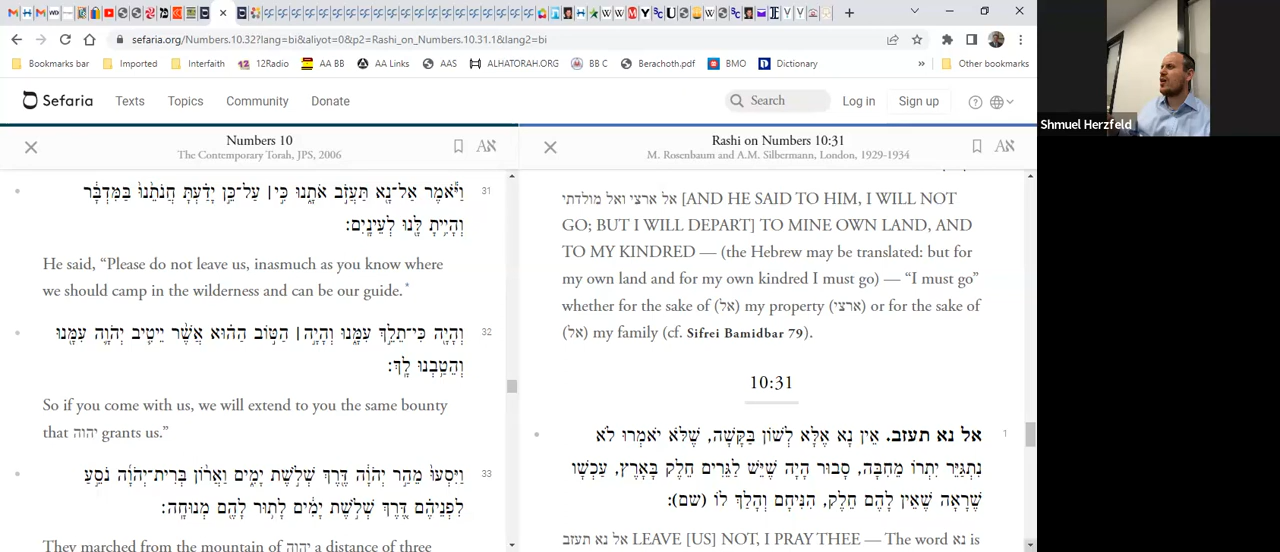 sefaria.org/Numbers.10.32?lang=bi&aliyot=0&p2=Rashi_on_Numbers.10.31.1&lang2=bi
Bookmarks bar
Imported
Interfaith
12Radio
AA BB
AA Links
AAS
ALHATORAH.ORG
BB C
Berachoth.pdf
BMO
Dictionary
»
Other bookmarks
Sefaria
Texts
Topics
Community
Donate
Search
Log in
Sign up
Shmuel Herzfeld
Numbers 10
The Contemporary Torah, JPS, 2006
31
וַיֹּ֕אמֶר אַל־נָ֖א תַּעֲזֹ֣ב אֹתָ֑נוּ כִּ֣י ׀ עַל־כֵּ֣ן יָדַ֗עְתָּ חֲנֹתֵ֙נוּ֙ בַּמִּדְבָּ֔ר
וְהָיִ֥יתָ לָּ֖נוּ לְעֵינָֽיִם׃
He said, “Please do not leave us, inasmuch as you know where
we should camp in the wilderness and can be our guide.*
32
וְהָיָ֖ה כִּי־תֵלֵ֣ךְ עִמָּ֑נוּ וְהָיָ֣ה ׀ הַטּ֣וֹב הַה֗וּא אֲשֶׁ֨ר יֵיטִ֧יב יְהֹוָ֛ה עִמָּ֖נוּ
וְהֵטַ֥בְנוּ לָֽךְ׃
So if you come with us, we will extend to you the same bounty
that יהוה grants us.”
33
וַיִּסְעוּ֙ מֵהַ֣ר יְהֹוָ֔ה דֶּ֖רֶךְ שְׁלֹ֣שֶׁת יָמִ֑ים וַאֲר֨וֹן בְּרִית־יְהֹוָ֜ה נֹסֵ֣עַ
לִפְנֵיהֶ֗ם דֶּ֚רֶךְ שְׁלֹ֣שֶׁת יָמִ֔ים לָת֥וּר לָהֶ֖ם מְנוּחָֽה׃
They marched from the mountain of יהוה a distance of three
Rashi on Numbers 10:31
M. Rosenbaum and A.M. Silbermann, London, 1929-1934
אל ארצי ואל מולדתי [AND HE SAID TO HIM, I WILL NOT
GO; BUT I WILL DEPART] TO MINE OWN LAND, AND
TO MY KINDRED — (the Hebrew may be translated: but for
my own land and for my own kindred I must go) — “I must go”
whether for the sake of (אל) my property (ארצי) or for the sake of
(אל) my family (cf. Sifrei Bamidbar 79).
10:31
1
אל נא תעזב. אֵין נָא אֶלָּא לְשׁוֹן בַּקָּשָׁה, שֶׁלֹּא יֹאמְרוּ לֹא
נִתְגַּיֵּר יִתְרוֹ מֵחִבָּה, סָבוּר הָיָה שֶׁיֵּשׁ לַגֵּרִים חֵלֶק בָּאָרֶץ, עַכְשָׁו
שֶׁרָאָה שֶׁאֵין לָהֶם חֵלֶק, הִנִּיחָם וְהָלַךְ לוֹ (שם):
אל נא תעזב LEAVE [US] NOT, I PRAY THEE — The word נא is